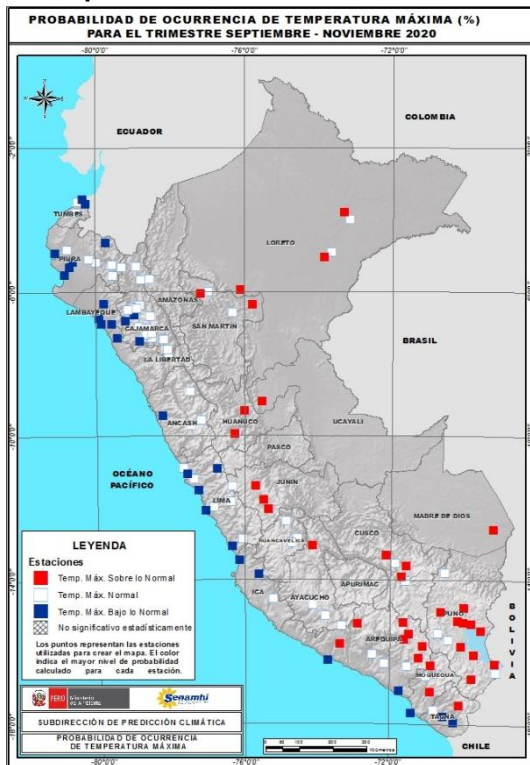 PROBABILIDAD DE OCURRENCIA DE TEMPERATURA MÁXIMA (%)
PARA EL TRIMESTRE SEPTIEMBRE - NOVIEMBRE 2020
-80°0'0" -76°0'0" -72°0'0"
COLOMBIA
ECUADOR
TUMBES
LORETO
PIURA
AMAZONAS
LAMBAYEQUE
SAN MARTIN
CAJAMARCA
BRASIL
LA LIBERTAD
ANCASH
HUANUCO
UCAYALI
PASCO
OCÉANO
PACÍFICO
JUNIN
LIMA
MADRE DE DIOS
CUSCO
HUANCAVELICA
LEYENDA
Estaciones
Temp. Máx. Sobre lo Normal
Temp. Máx. Normal
Temp. Máx. Bajo lo Normal
No significativo estadísticamente
Los puntos representan las estaciones
utilizadas para crear el mapa. El color
indica el mayor nivel de probabilidad
calculado para cada estación.
ICA
AYACUCHO
APURIMAC
PUNO
BOLIVIA
AREQUIPA
MOQUEGUA
TACNA
CHILE
PERÚ
Ministerio
del Ambiente
Senamhi
SUBDIRECCIÓN DE PREDICCIÓN CLIMÁTICA
PROBABILIDAD DE OCURRENCIA
DE TEMPERATURA MÁXIMA
-80°0'0" -76°0'0" -72°0'0"